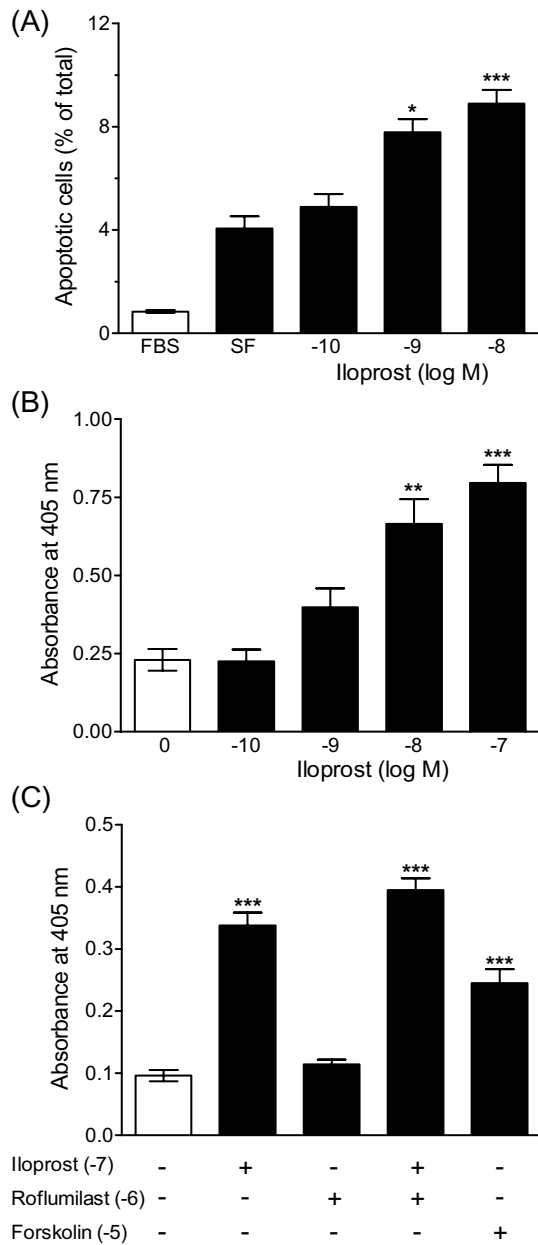 (A)
Apoptotic cells (% of total)
12
8
4
0
*
***
FBS SF -10 -9 -8
Iloprost (log M)
(B)
Absorbance at 405 nm
1.00
0.75
0.50
0.25
0.00
**
***
0 -10 -9 -8 -7
Iloprost (log M)
(C)
Absorbance at 405 nm
0.5
0.4
0.3
0.2
0.1
0.0
***
***
***
Iloprost (-7) - + - + -
Roflumilast (-6) - - + + -
Forskolin (-5) - - - - +